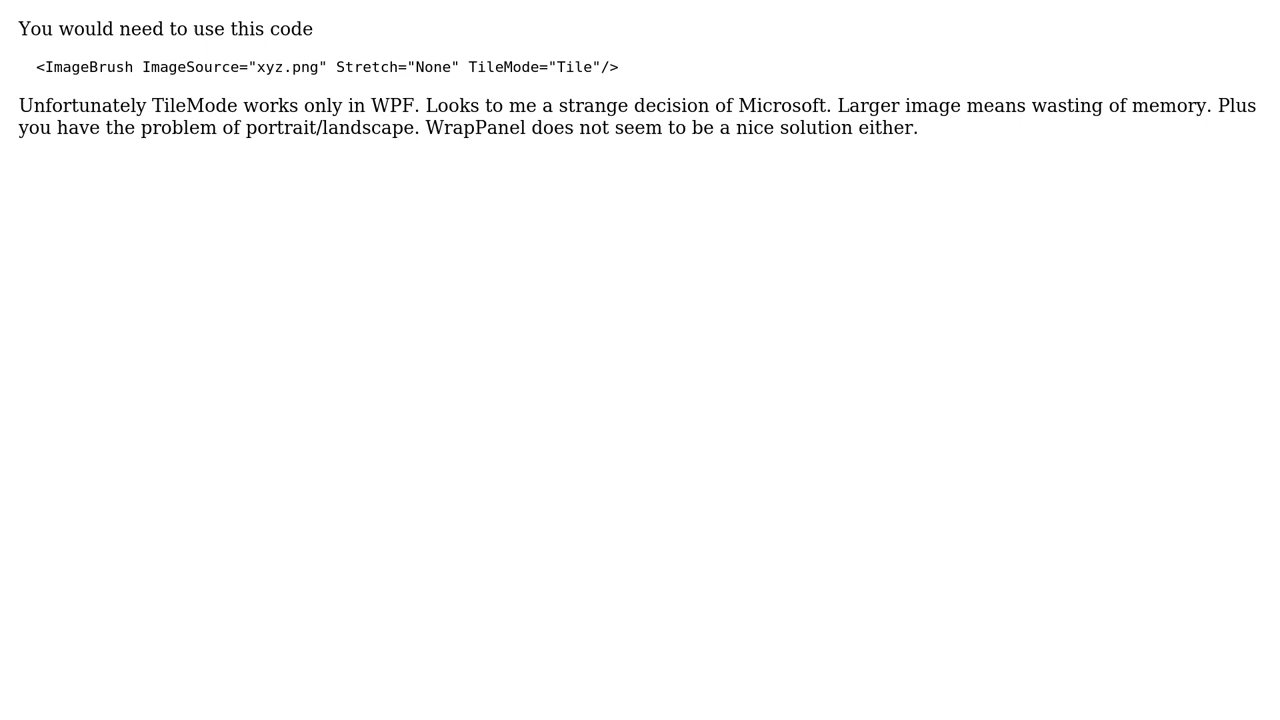 You would need to use this code
<ImageBrush ImageSource="xyz.png" Stretch="None" TileMode="Tile"/>
Unfortunately TileMode works only in WPF. Looks to me a strange decision of Microsoft. Larger image means wasting of memory. Plus
you have the problem of portrait/landscape. WrapPanel does not seem to be a nice solution either.